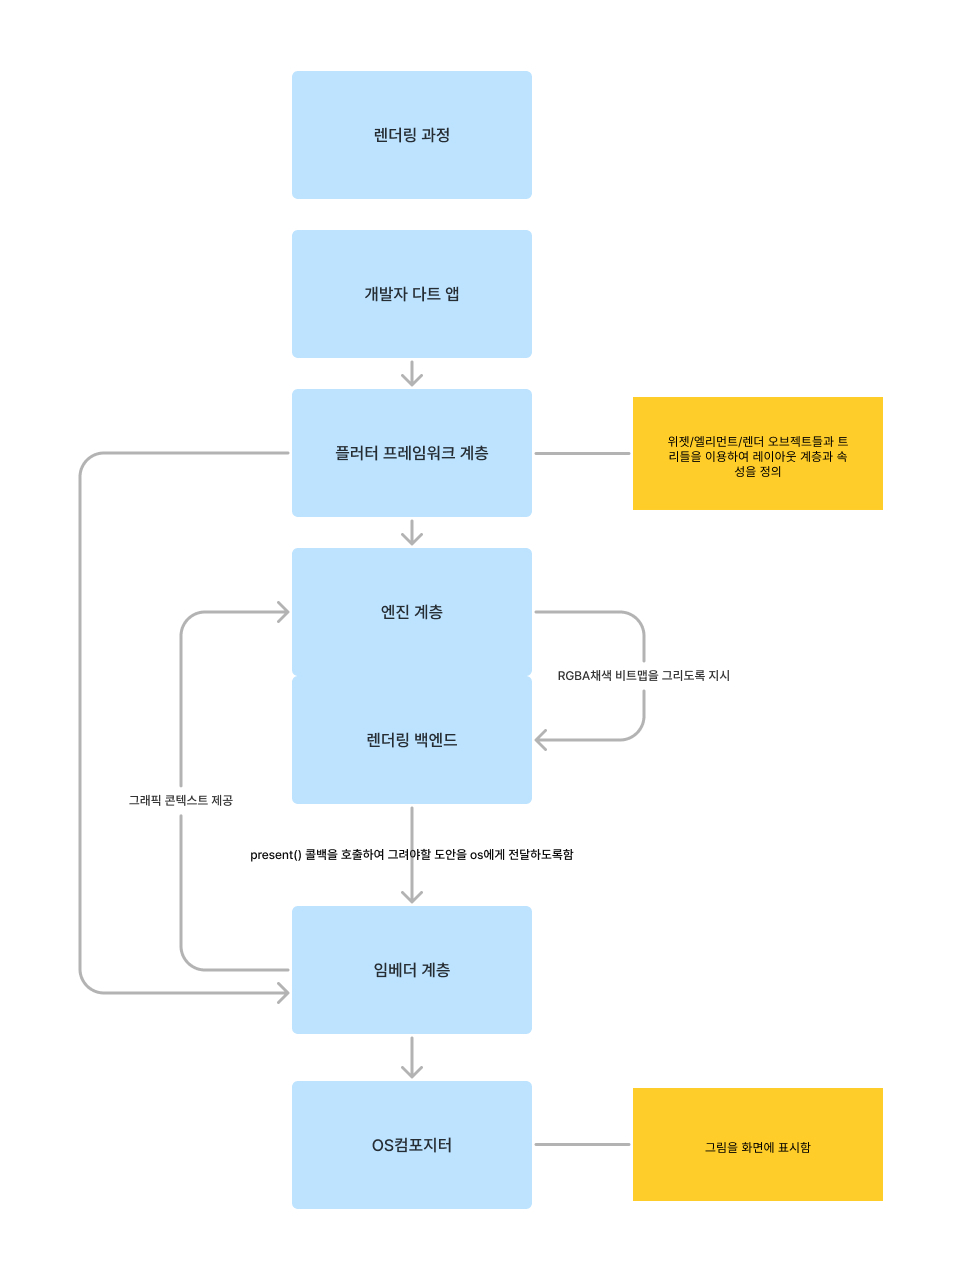 렌더링 과정
개발자 다트 앱
플러터 프레임워크 계층
위젯/엘리먼트/렌더 오브젝트들과 트
리들을 이용하여 레이아웃 계층과 속
성을 정의
엔진 계층
RGBA채색 비트맵을 그리도록 지시
렌더링 백엔드
그래픽 콘텍스트 제공
present() 콜백을 호출하여 그려야할 도안을 os에게 전달하도록함
임베더 계층
OS컴포지터
그림을 화면에 표시함